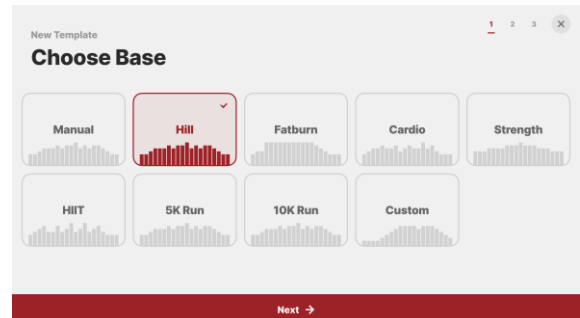 New Template
1 2 3
Choose Base
Manual
Hill
Fatburn
Cardio
Strength
HIIT
5K Run
10K Run
Custom
Next →